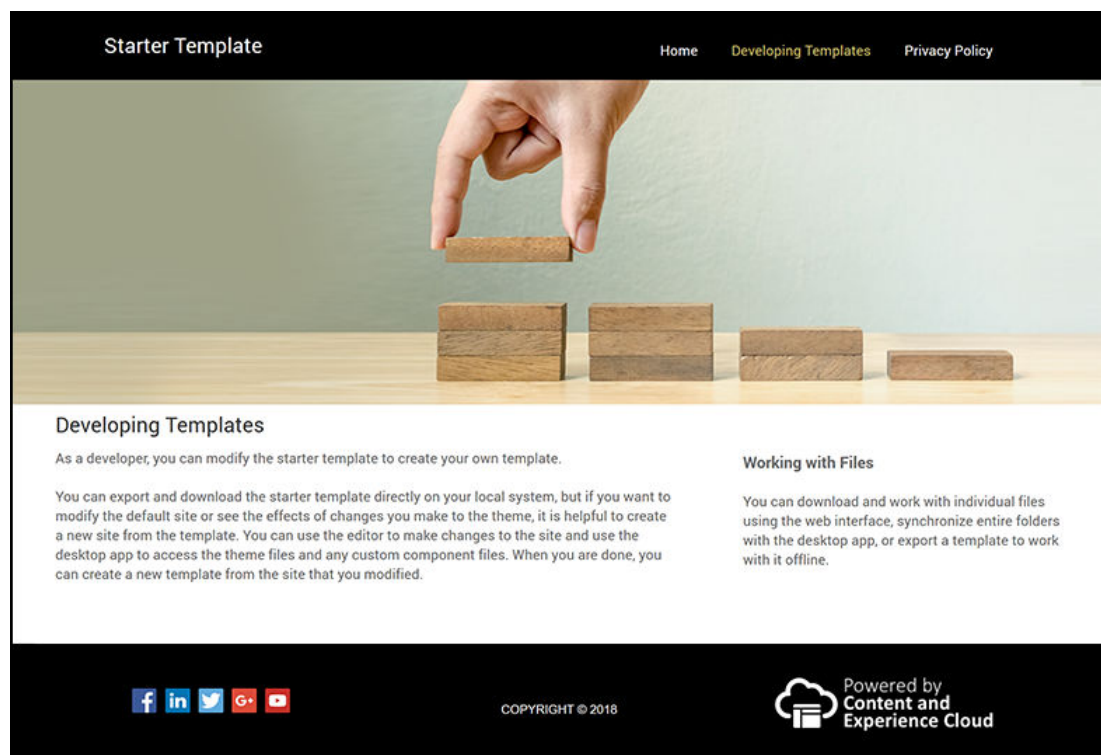 Starter Template
Home Developing Templates Privacy Policy
Developing Templates
As a developer, you can modify the starter template to create your own template.
You can export and download the starter template directly on your local system, but if you want to
modify the default site or see the effects of changes you make to the theme, it is helpful to create
a new site from the template. You can use the editor to make changes to the site and use the
desktop app to access the theme files and any custom component files. When you are done, you
can create a new template from the site that you modified.
Working with Files
You can download and work with individual files
using the web interface, synchronize entire folders
with the desktop app, or export a template to work
with it offline.
f in G+
COPYRIGHT © 2018
Powered by
Content and
Experience Cloud